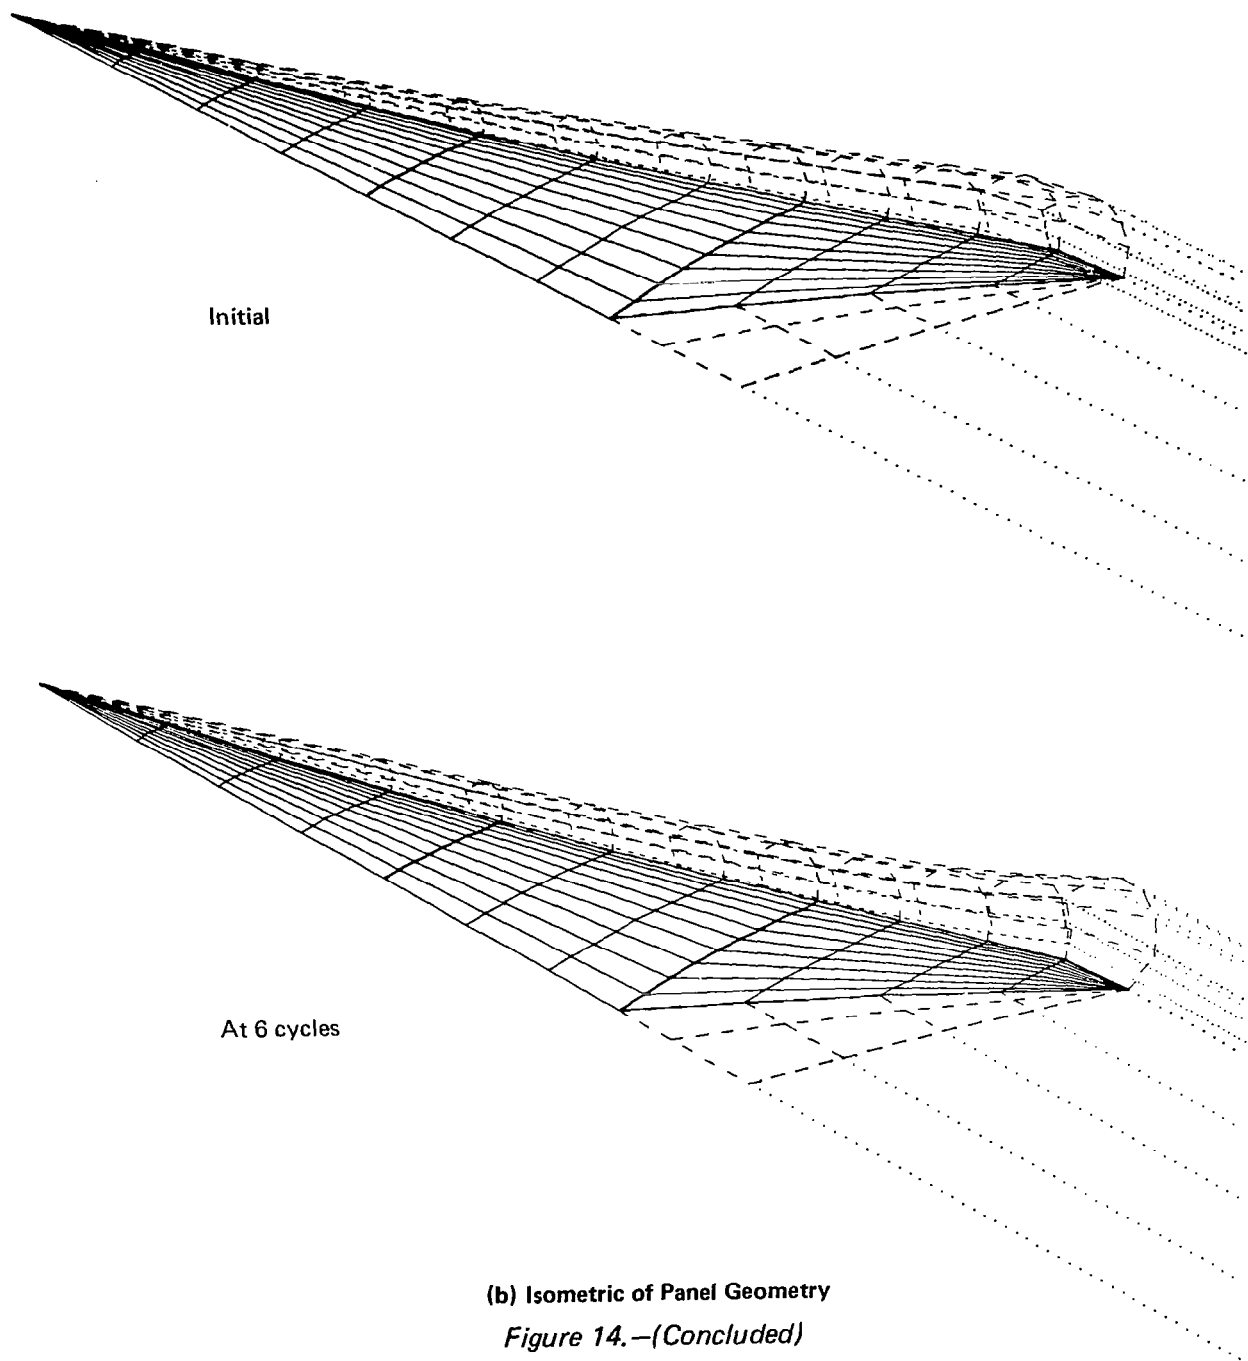 Initial
At 6 cycles
(b) Isometric of Panel Geometry
Figure 14.—(Concluded)